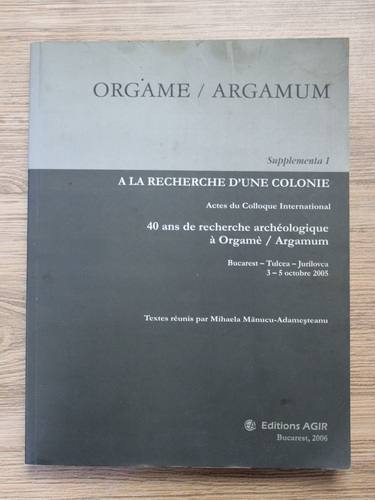 ORGAME / ARGAMUM
Supplementa I
A LA RECHERCHE D'UNE COLONIE
Actes du Colloque International
40 ans de recherche archéologique
à Orgamè / Argamum
Bucarest – Tulcea – Jurilovca
3 – 5 octobre 2005
Textes réunis par Mihaela Mănucu-Adameşteanu
Editions AGIR
Bucarest, 2006